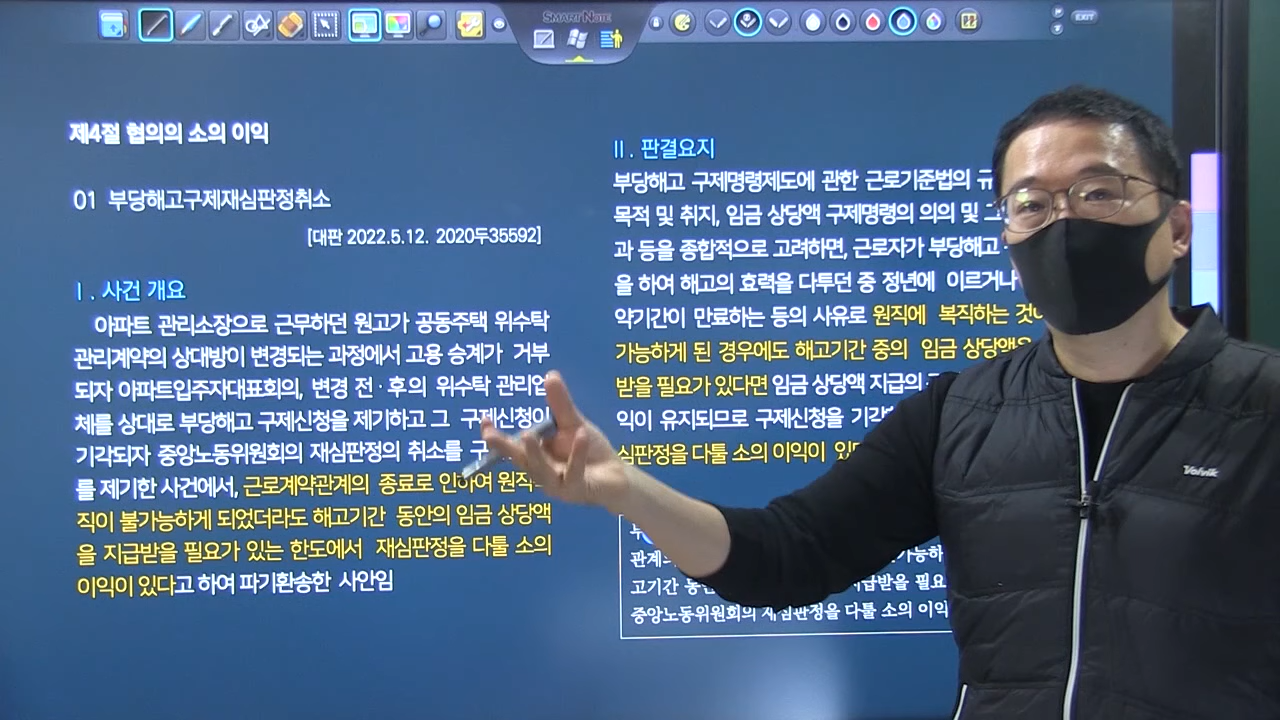 SMART NOTE
EXIT
제4절 협의의 소의 이익
01 부당해고구제재심판정취소
[대판 2022.5.12. 2020두35592]
Ⅰ. 사건 개요
아파트 관리소장으로 근무하던 원고가 공동주택 위수탁
관리계약의 상대방이 변경되는 과정에서 고용 승계가 거부
되자 아파트입주자대표회의, 변경 전·후의 위수탁 관리업
체를 상대로 부당해고 구제신청을 제기하고 그 구제신청이
기각되자 중앙노동위원회의 재심판정의 취소를
를 제기한 사건에서, 근로계약관계의 종료로 인하여
직이 불가능하게 되었더라도 해고기간 동안의 임금 상당액
을 지급받을 필요가 있는 한도에서 재심판정을 다툴 소의
이익이 있다고 하여 파기환송한 사안임
Ⅱ. 판결요지
부당해고 구제명령제도에 관한 근로기준법의
목적 및 취지, 임금 상당액 구제명령의 의의 및
과 등을 종합적으로 고려하면, 근로자가 부당해고
을 하여 해고의 효력을 다투던 중 정년에 이르거나
약기간이 만료하는 등의 사유로 원직에 복직하는 것이
가능하게 된 경우에도 해고기간 중의 임금 상당액을
받을 필요가 있다면 임금 상당액 지급의
익이 유지되므로 구제신청을
심판정을 다툴 소의 이익이
고기간
중앙노동위원회의 재심판정을 다툴 소의 이익
Volvik